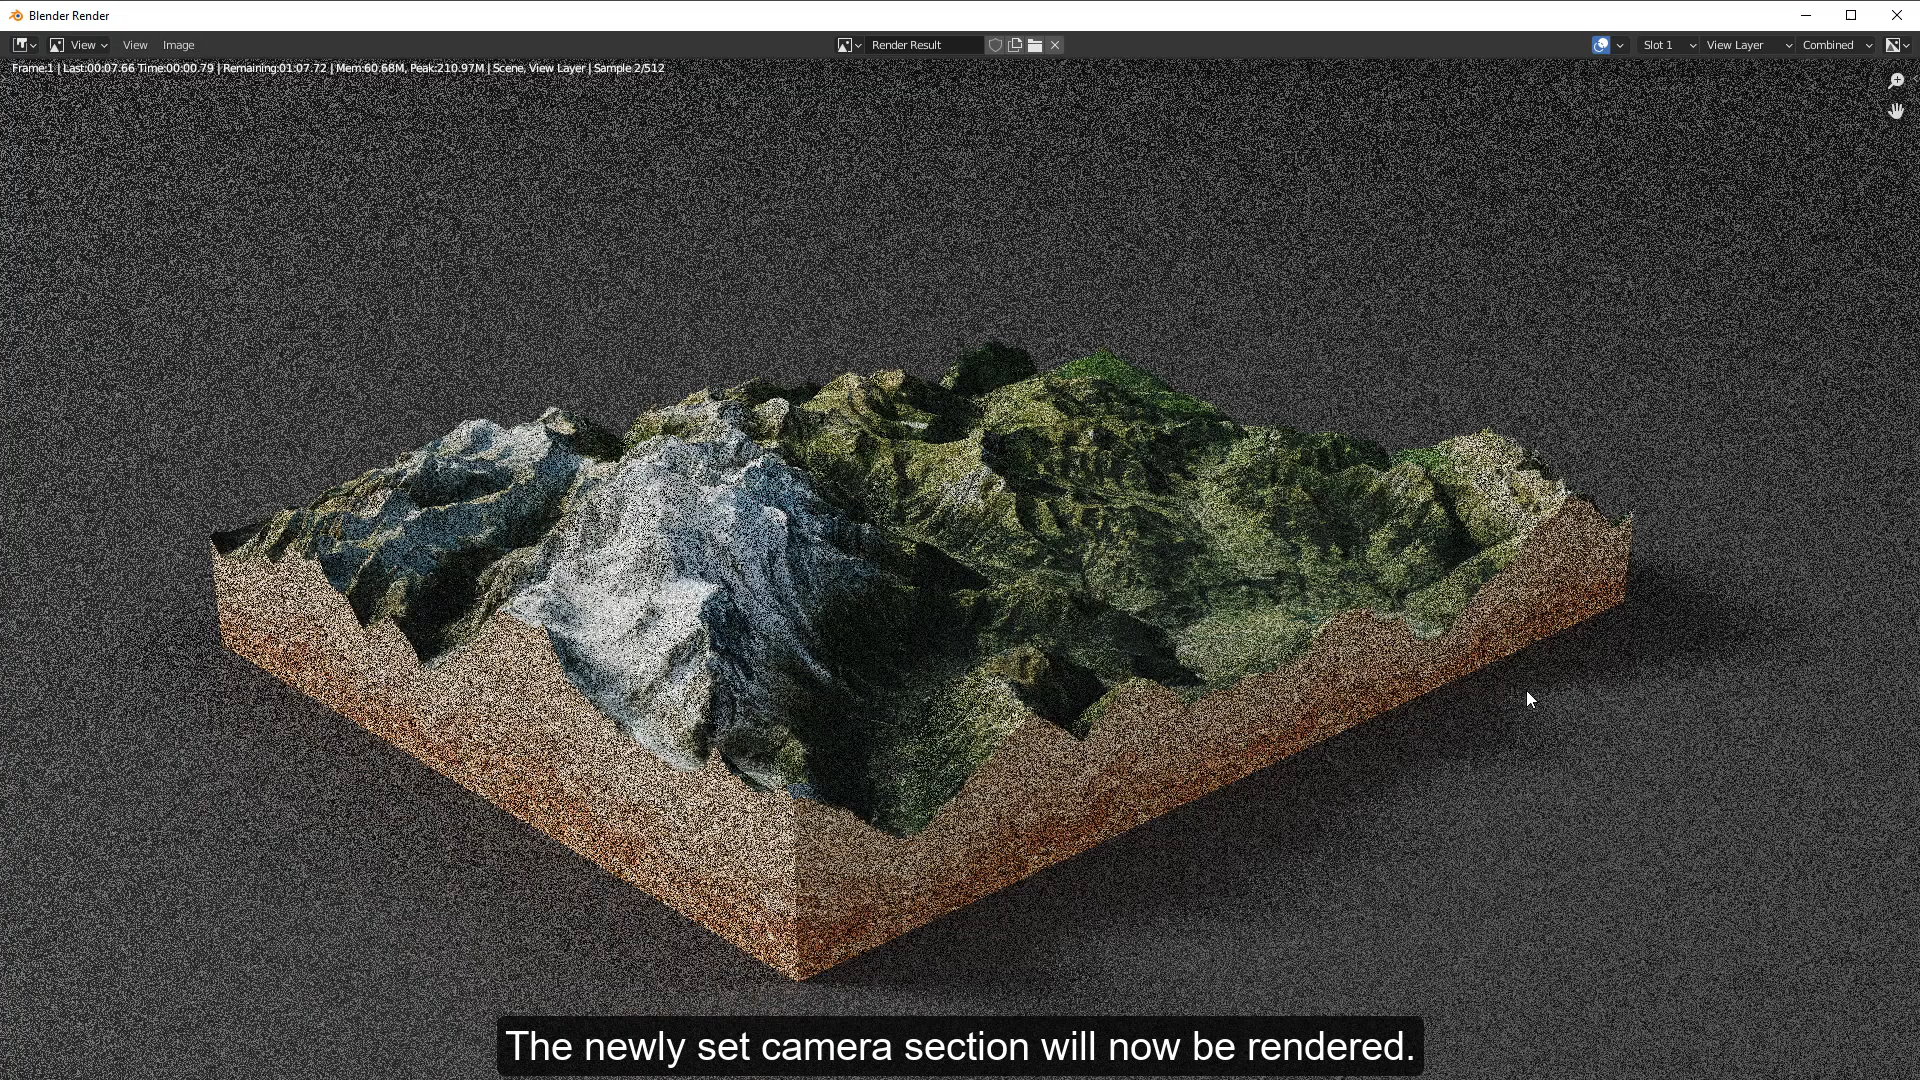 Blender Render
View View Image Render Result Slot 1 View Layer Combined
Frame:1 | Last:00:07.66 Time:00:00.79 | Remaining:01:07.72 | Mem:60.68M, Peak:210.97M | Scene, View Layer | Sample 2/512
The newly set camera section will now be rendered.